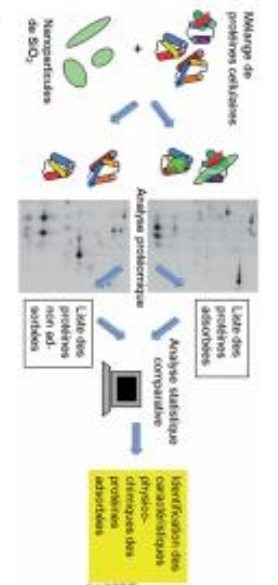 Mélange de
protéines cellulaires
+
Nanoparticules
de SiO2
Analyse protéomique
Liste des
protéines
adsorbées
Liste des
protéines
non ad-
sorbées
Analyse statistique
comparative
Identification des
caractéristiques
physico-
chimiques des
protéines
adsorbées